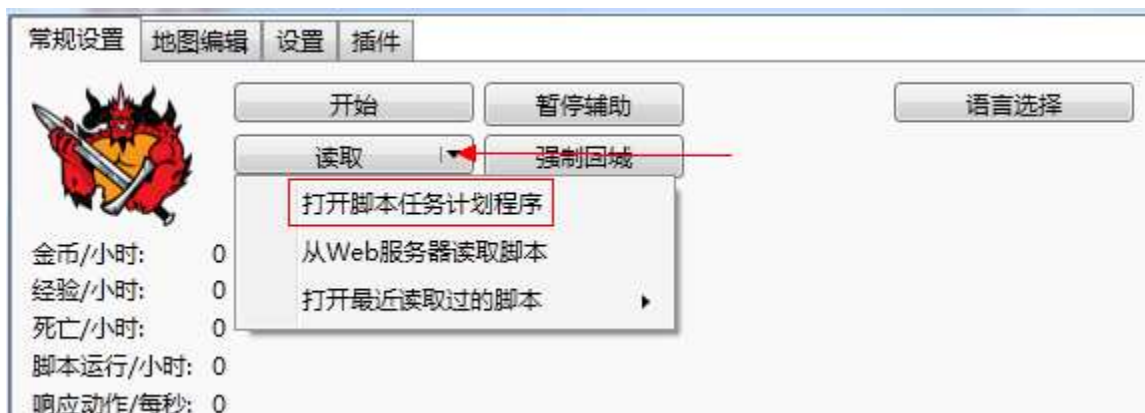 常规设置 地图编辑 设置 插件
开始 暂停辅助 语言选择
读取 强制回城
打开脚本任务计划程序
从Web服务器读取脚本
打开最近读取过的脚本
金币/小时: 0
经验/小时: 0
死亡/小时: 0
脚本运行/小时: 0
响应动作/每秒: 0